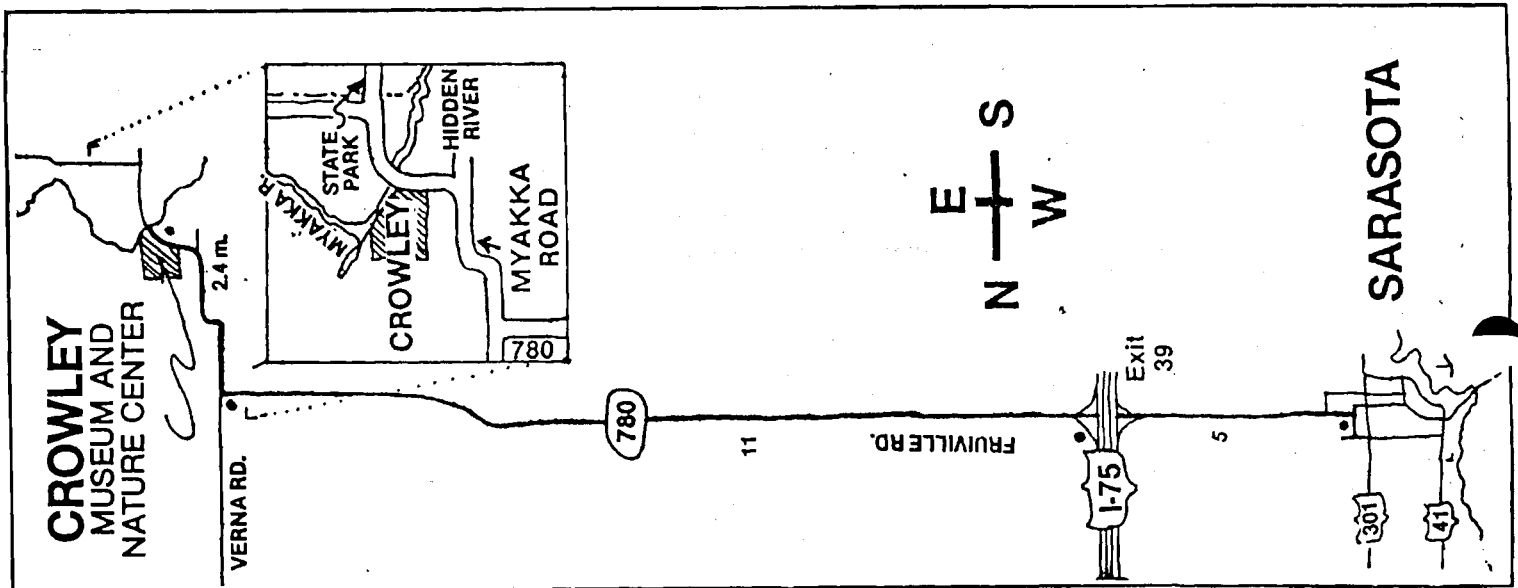 CROWLEY
MUSEUM AND
NATURE CENTER
VERNA RD.
2.4 m.
STATE
PARK
HIDDEN
RIVER
MYAKKA R.
CROWLEY
MYAKKA
ROAD
780
780
11
FRUIVILLE RD.
E
N
S
W
Exit
39
I-75
5
SARASOTA
301
41